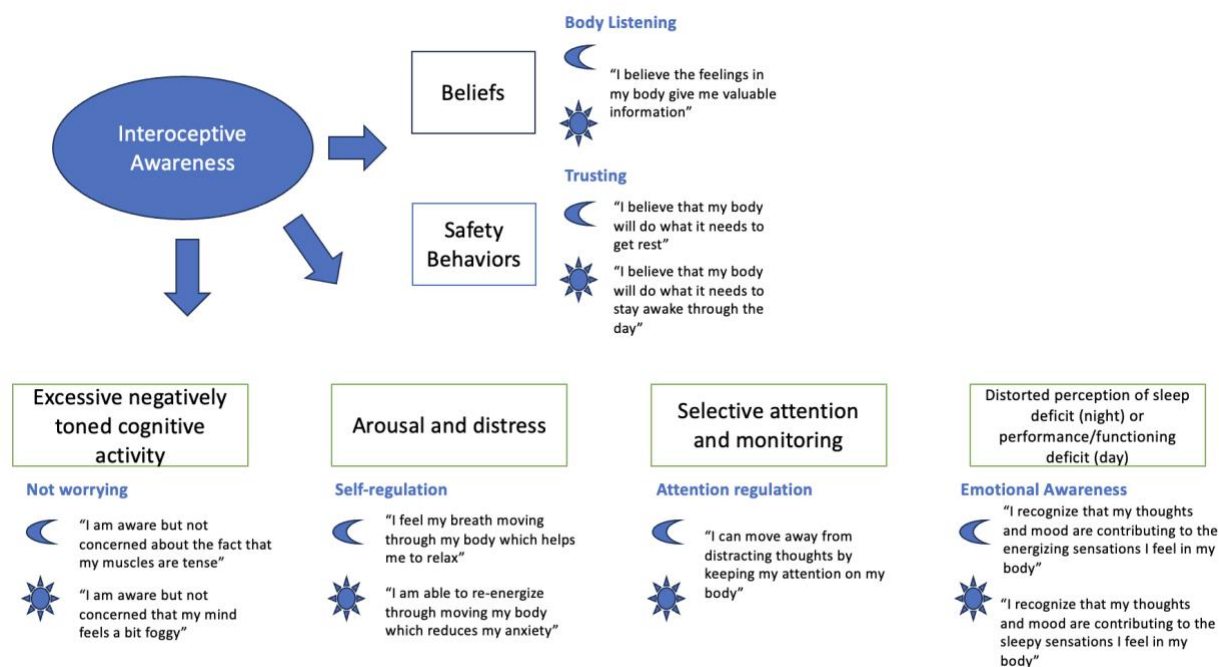 Interoceptive
Awareness
Beliefs
Body Listening
“I believe the feelings in
my body give me valuable
information”
Safety
Behaviors
Trusting
“I believe that my body
will do what it needs to
get rest”
“I believe that my body
will do what it needs to
stay awake through the
day”
Excessive negatively
toned cognitive
activity
Not worrying
“I am aware but not
concerned about the fact that
my muscles are tense”
“I am aware but not
concerned that my mind
feels a bit foggy”
Arousal and distress
Self-regulation
“I feel my breath moving
through my body which helps
me to relax”
“I am able to re-energize
through moving my body
which reduces my anxiety”
Selective attention
and monitoring
Attention regulation
“I can move away from
distracting thoughts by
keeping my attention on my
body”
Distorted perception of sleep
deficit (night) or
performance/functioning
deficit (day)
Emotional Awareness
“I recognize that my thoughts
and mood are contributing to the
energizing sensations I feel in my
body”
“I recognize that my thoughts
and mood are contributing to the
sleepy sensations I feel in my
body”